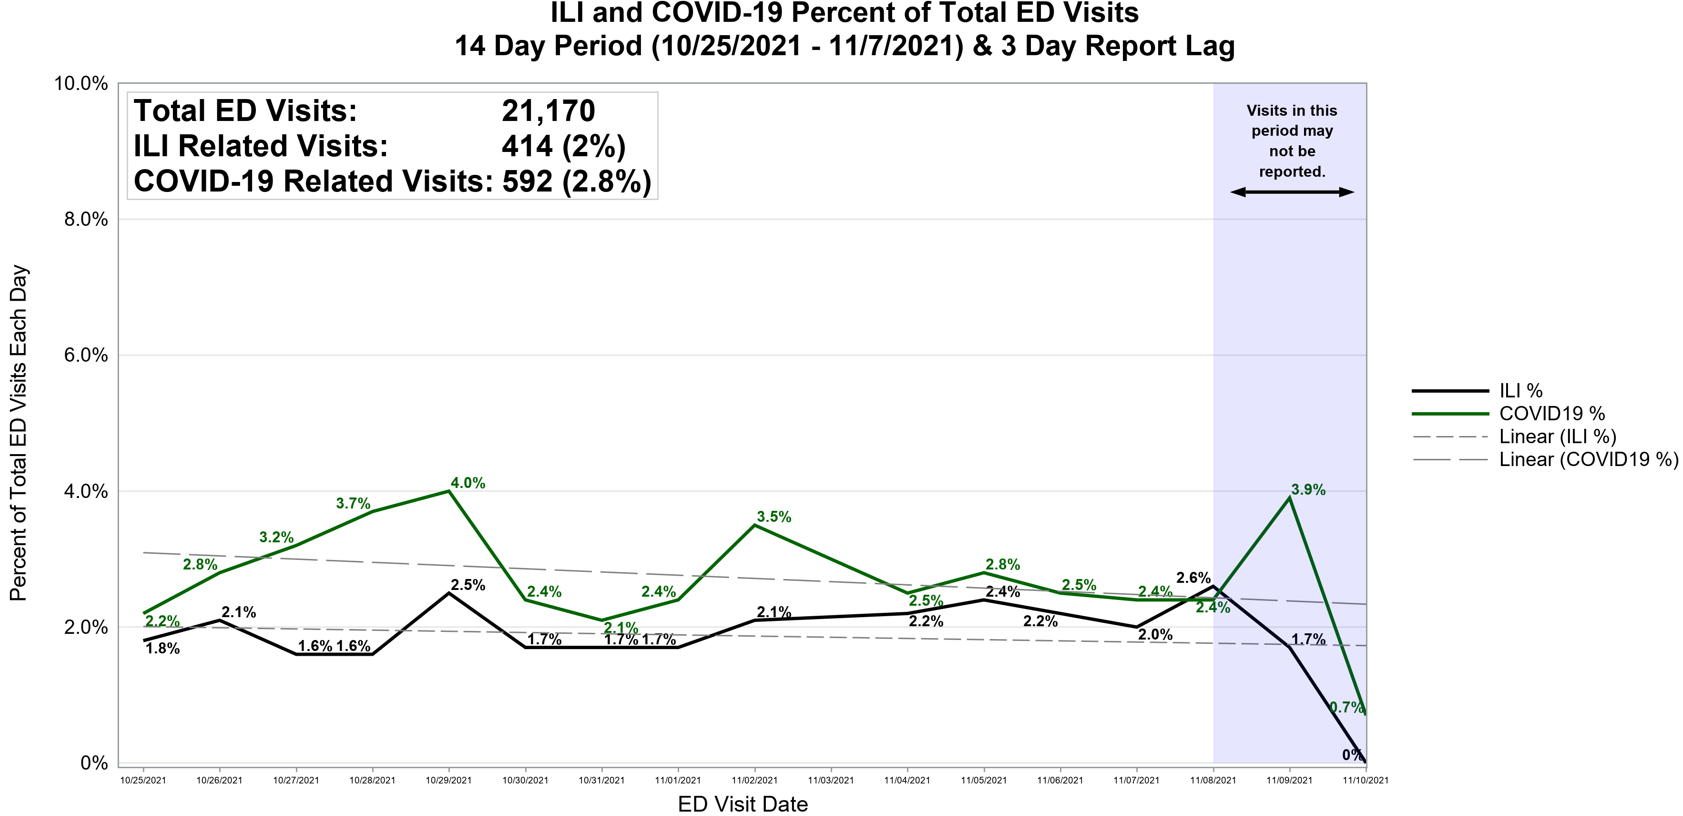 ILI and COVID-19 Percent of Total ED Visits
14 Day Period (10/25/2021 - 11/7/2021) & 3 Day Report Lag
Percent of Total ED Visits Each Day
10.0%
8.0%
6.0%
4.0%
2.0%
0%
Total ED Visits: 21,170
ILI Related Visits: 414 (2%)
COVID-19 Related Visits: 592 (2.8%)
Visits in this
period may
not be
reported.
2.2%
2.8%
3.2%
3.7%
4.0%
2.4%
2.1%
2.4%
3.5%
2.5%
2.8%
2.5%
2.4%
2.4%
3.9%
0.7%
1.8%
2.1%
1.6%
1.6%
2.5%
1.7%
1.7%
1.7%
2.1%
2.2%
2.4%
2.2%
2.0%
2.6%
1.7%
0%
10/25/2021 10/26/2021 10/27/2021 10/28/2021 10/29/2021 10/30/2021 10/31/2021 11/01/2021 11/02/2021 11/03/2021 11/04/2021 11/05/2021 11/06/2021 11/07/2021 11/08/2021 11/09/2021 11/10/2021
ED Visit Date
ILI %
COVID19 %
Linear (ILI %)
Linear (COVID19 %)